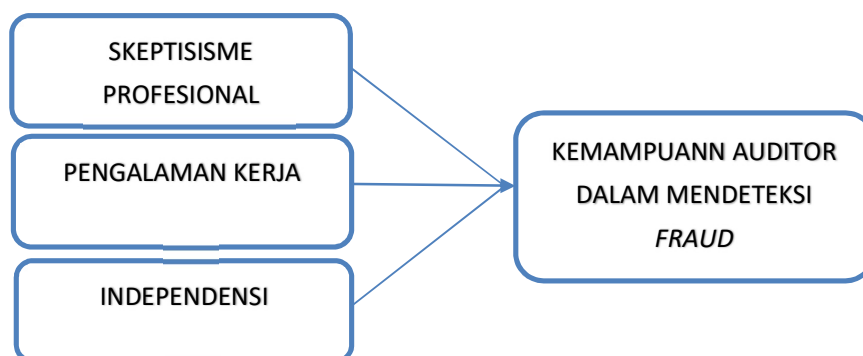 SKEPTISISME
PROFESIONAL
PENGALAMAN KERJA
INDEPENDENSI
KEMAMPUANN AUDITOR
DALAM MENDETEKSI
FRAUD